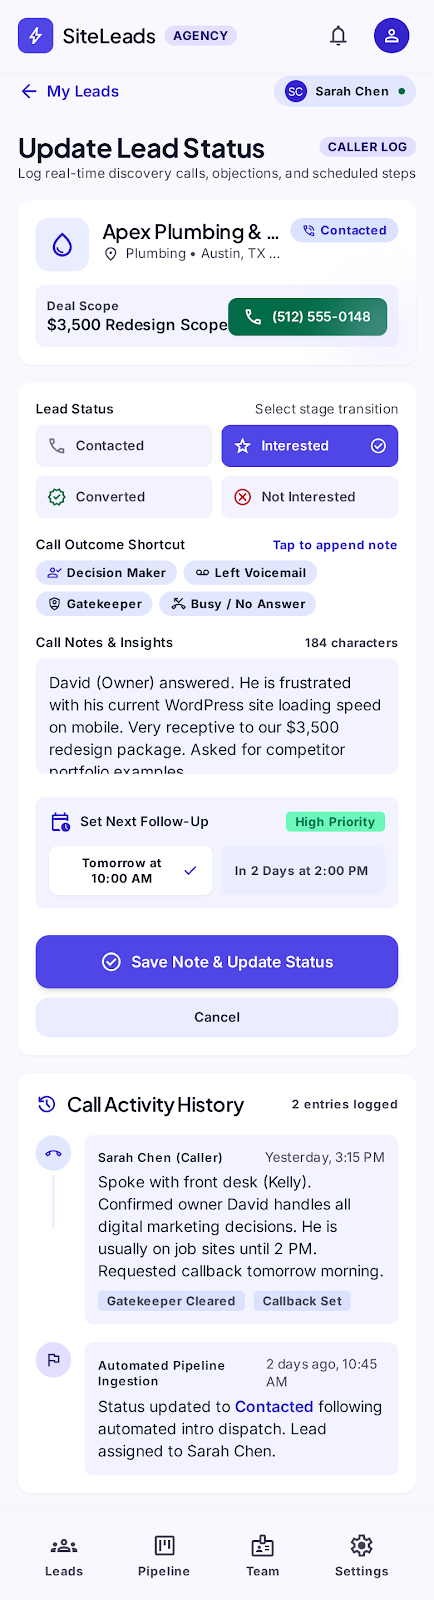 SiteLeads AGENCY
My Leads
SC Sarah Chen
Update Lead Status CALLER LOG
Log real-time discovery calls, objections, and scheduled steps
Apex Plumbing & ... Contacted
Plumbing • Austin, TX ...
Deal Scope
$3,500 Redesign Scope
(512) 555-0148
Lead Status Select stage transition
Contacted Interested
Converted Not Interested
Call Outcome Shortcut Tap to append note
Decision Maker Left Voicemail
Gatekeeper Busy / No Answer
Call Notes & Insights 184 characters
David (Owner) answered. He is frustrated
with his current WordPress site loading speed
on mobile. Very receptive to our $3,500
redesign package. Asked for competitor
portfolio examples
Set Next Follow-Up High Priority
Tomorrow at
10:00 AM
In 2 Days at 2:00 PM
Save Note & Update Status
Cancel
Call Activity History 2 entries logged
Sarah Chen (Caller) Yesterday, 3:15 PM
Spoke with front desk (Kelly).
Confirmed owner David handles all
digital marketing decisions. He is
usually on job sites until 2 PM.
Requested callback tomorrow morning.
Gatekeeper Cleared Callback Set
Automated Pipeline
Ingestion
2 days ago, 10:45
AM
Status updated to Contacted following
automated intro dispatch. Lead
assigned to Sarah Chen.
Leads Pipeline Team Settings